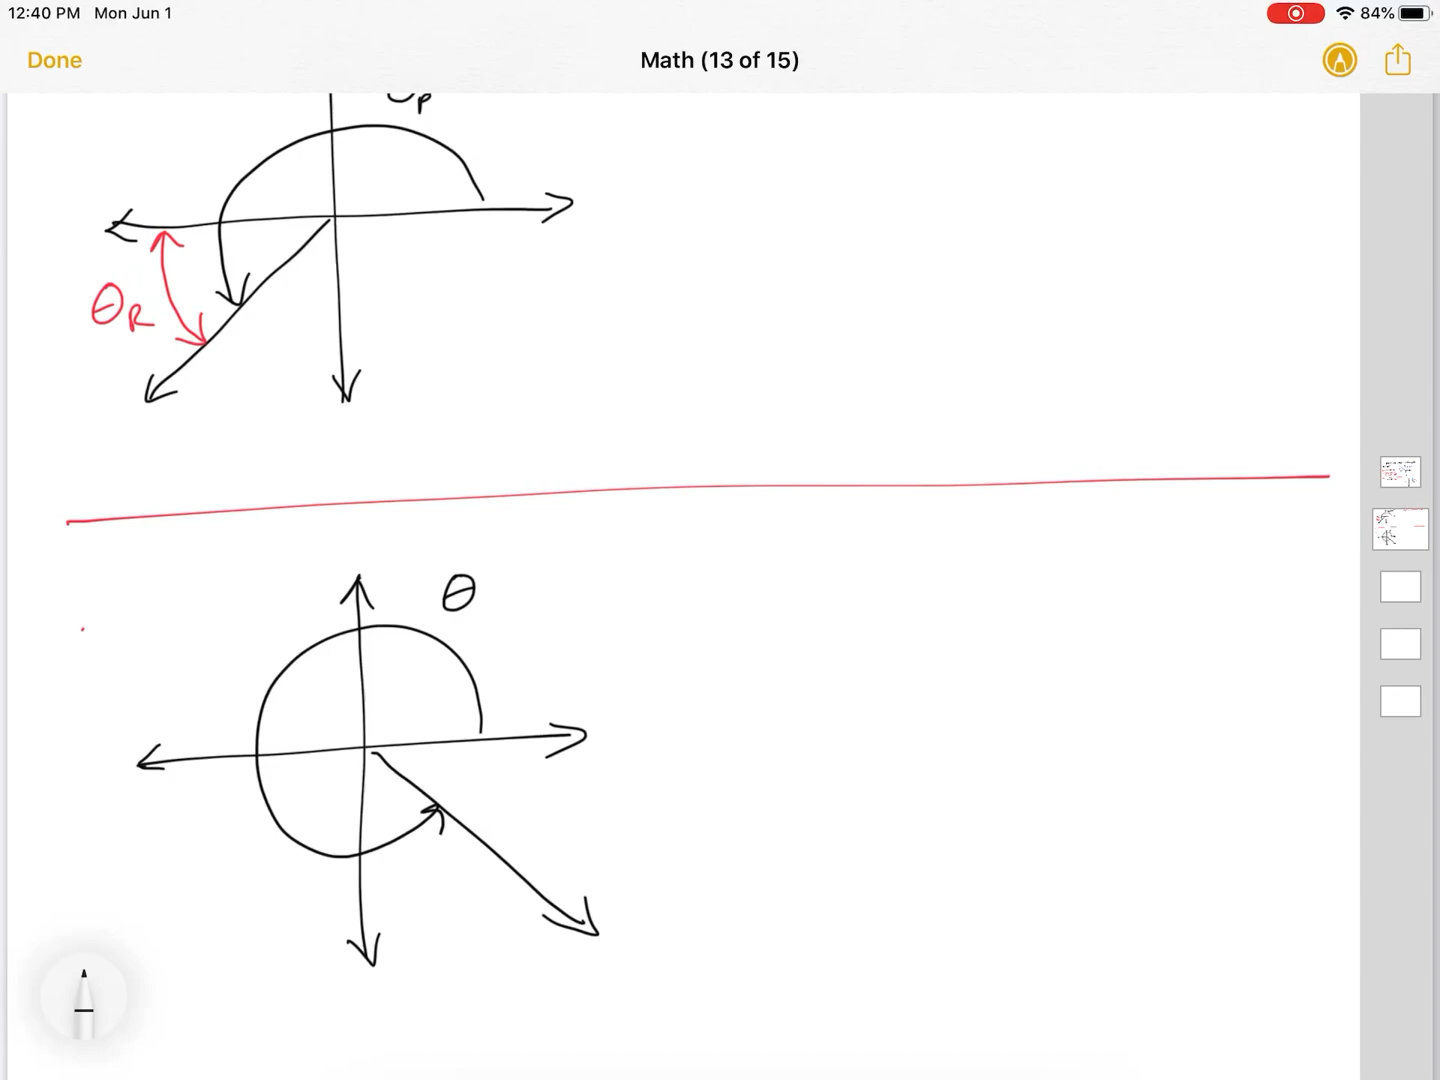 12:40 PM Mon Jun 1
84%
Done
Math (13 of 15)
θR
θ